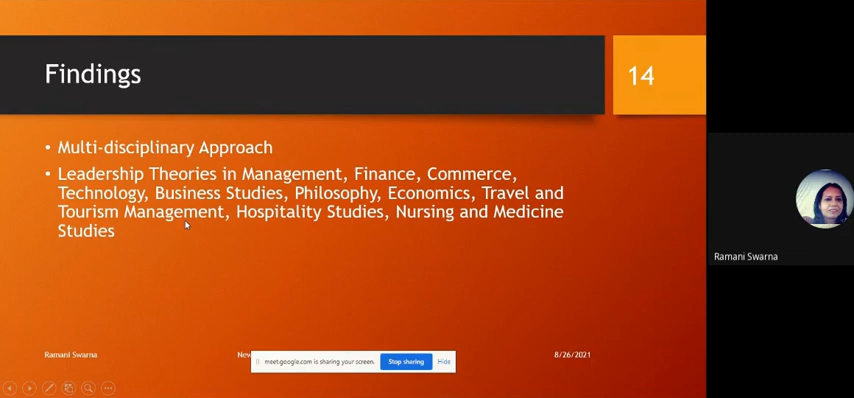 Findings
14
• Multi-disciplinary Approach
• Leadership Theories in Management, Finance, Commerce,
Technology, Business Studies, Philosophy, Economics, Travel and
Tourism Management, Hospitality Studies, Nursing and Medicine
Studies
Ramani Swarna
Ramani Swarna
New
8/26/2021
meet.google.com is sharing your screen.
Stop sharing
Hide